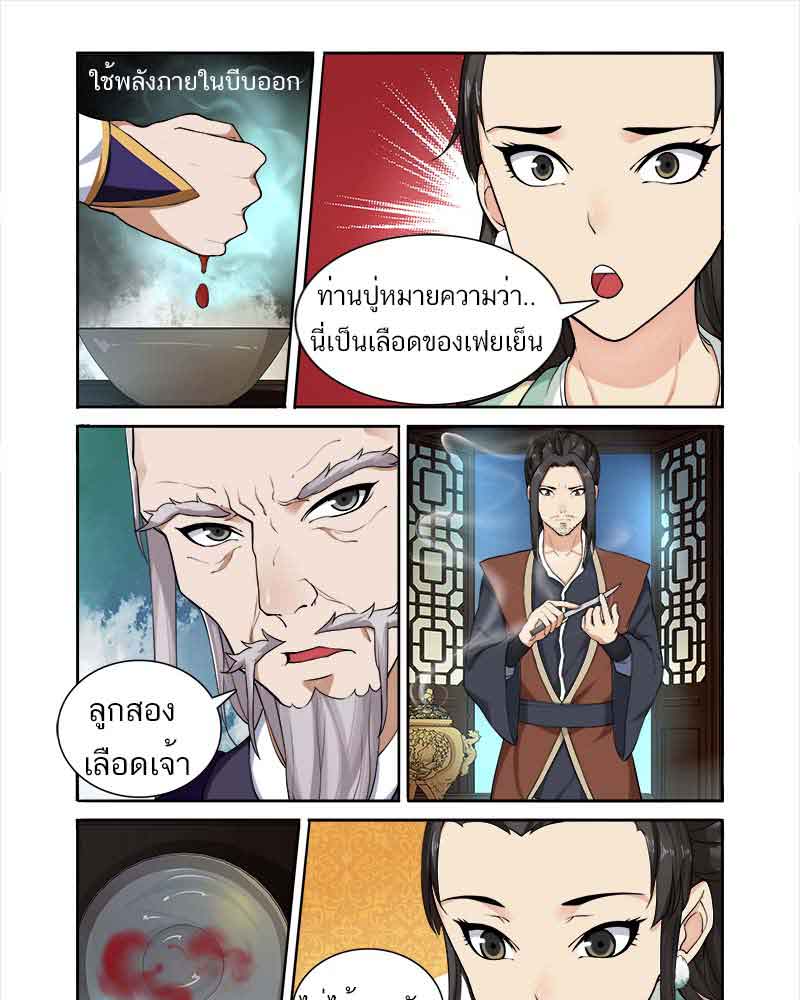 ใช้พลังภายในบีบออก
ท่านปู่หมายความว่า..
นี่เป็นเลือดของเฟยเย็น
ลูกสอง
เลือดเจ้า